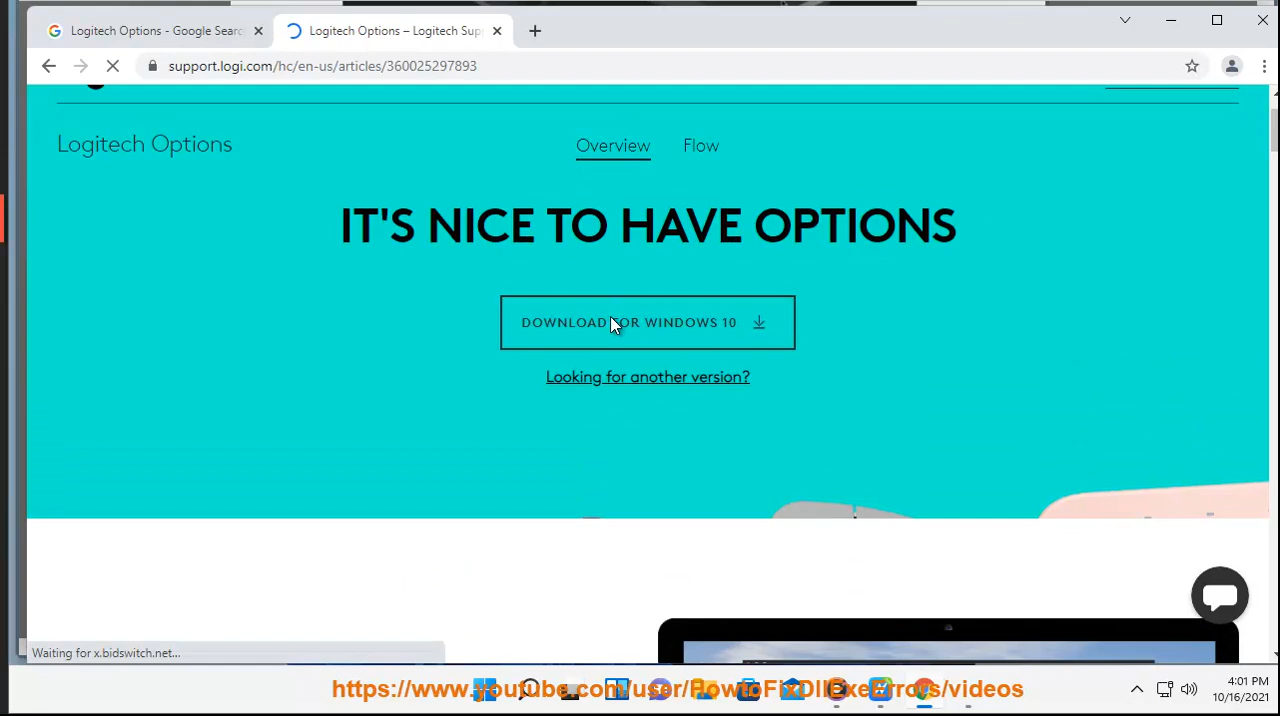 Logitech Options - Google Searc
Logitech Options – Logitech Sup
support.logi.com/hc/en-us/articles/360025297893
Logitech Options
Overview
Flow
IT'S NICE TO HAVE OPTIONS
DOWNLOAD FOR WINDOWS 10
Looking for another version?
Waiting for x.bidswitch.net...
https://www.youtube.com/user/HowtoFixDllExeErrors/videos
4:01 PM
10/16/2021